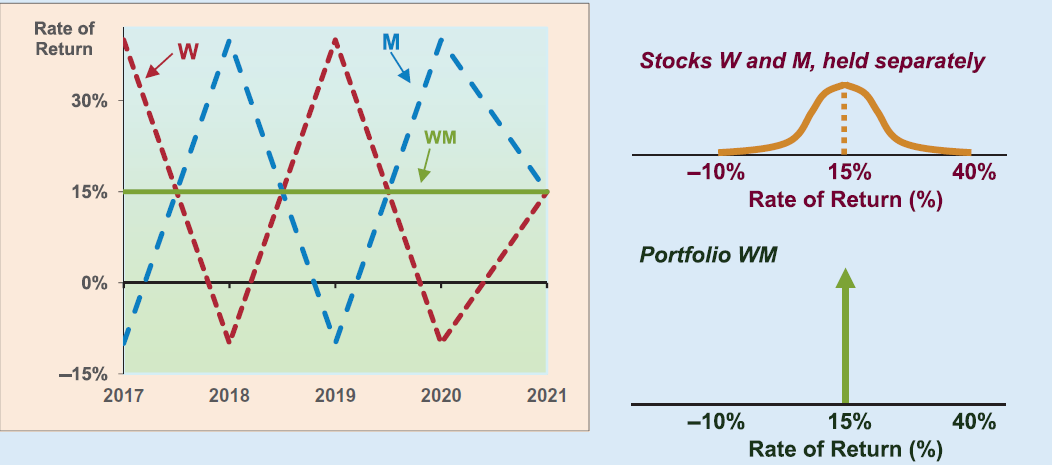 Rate of
Return
W
M
30%
WM
15%
0%
–15%
2017 2018 2019 2020 2021
Stocks W and M, held separately
–10% 15% 40%
Rate of Return (%)
Portfolio WM
–10% 15% 40%
Rate of Return (%)